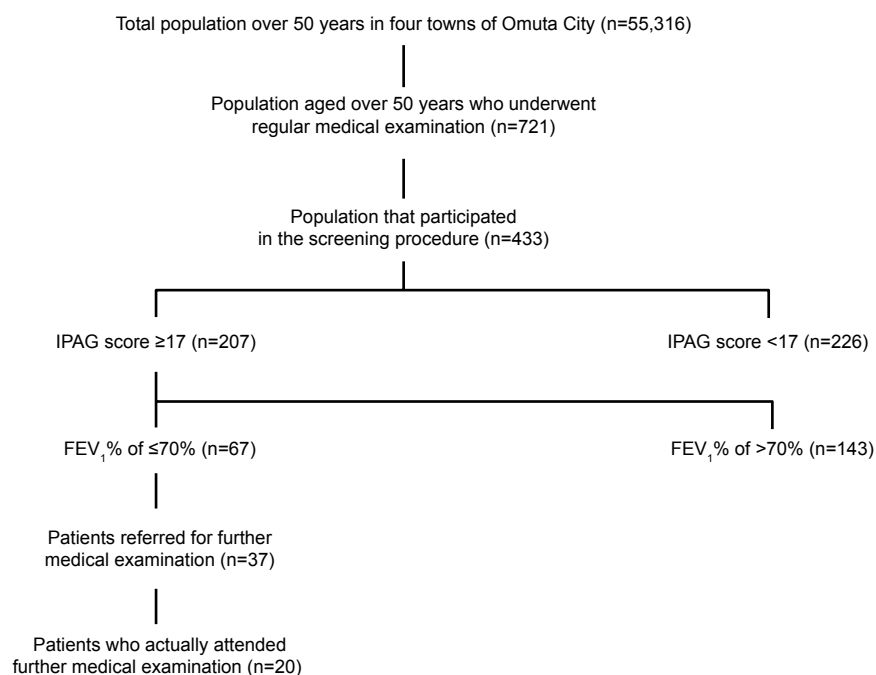 Total population over 50 years in four towns of Omuta City (n=55,316)
Population aged over 50 years who underwent
regular medical examination (n=721)
Population that participated
in the screening procedure (n=433)
IPAG score ≥17 (n=207)
IPAG score <17 (n=226)
FEV₁% of ≤70% (n=67)
FEV₁% of >70% (n=143)
Patients referred for further
medical examination (n=37)
Patients who actually attended
further medical examination (n=20)